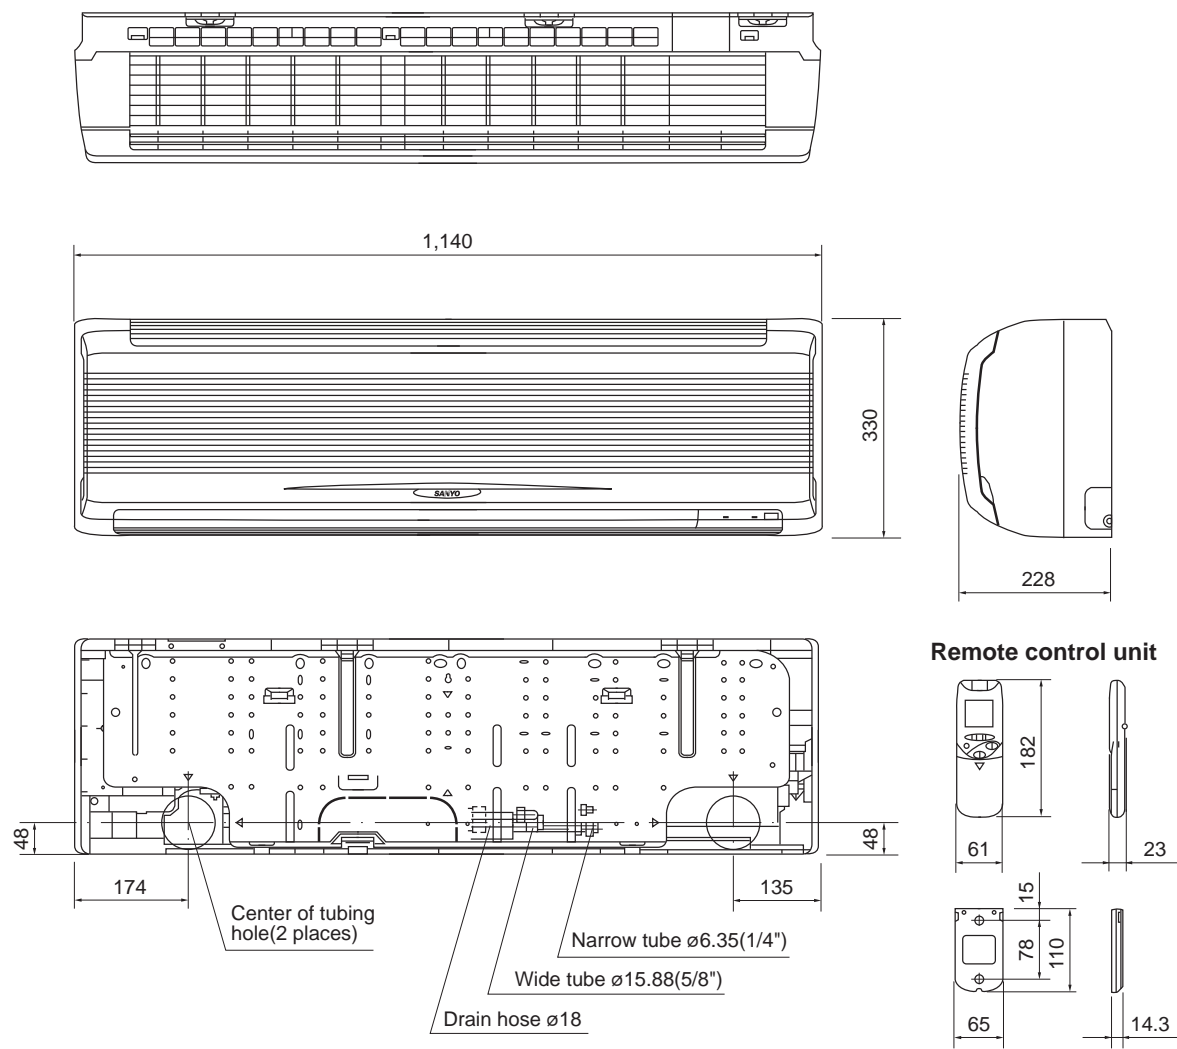 1,140
330
SANYO
228
Remote control unit
182
48
48
174
135
61
23
Center of tubing
hole(2 places)
15
Narrow tube ø6.35(1/4")
78
110
Wide tube ø15.88(5/8")
Drain hose ø18
65
14.3